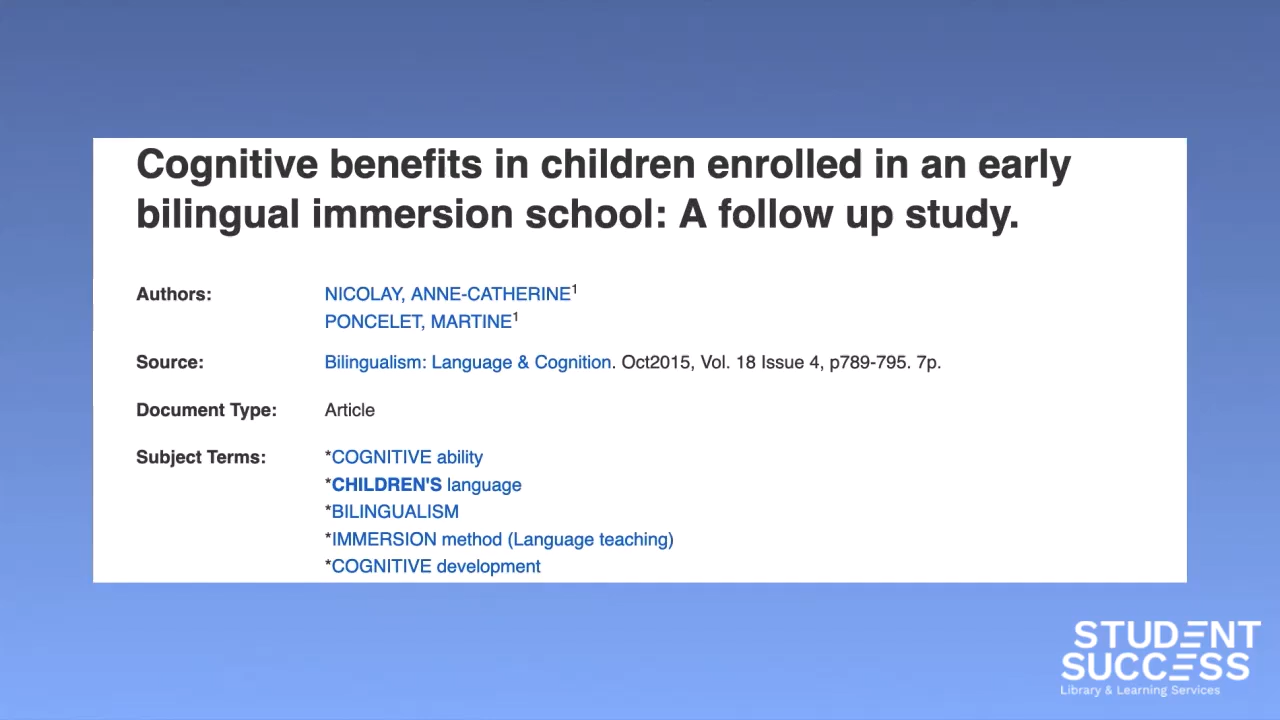 Cognitive benefits in children enrolled in an early
bilingual immersion school: A follow up study.
Authors: NICOLAY, ANNE-CATHERINE¹
PONCELET, MARTINE¹
Source: Bilingualism: Language & Cognition. Oct2015, Vol. 18 Issue 4, p789-795. 7p.
Document Type: Article
Subject Terms: *COGNITIVE ability
*CHILDREN'S language
*BILINGUALISM
*IMMERSION method (Language teaching)
*COGNITIVE development
STUDENT
SUCCESS
Library & Learning Services